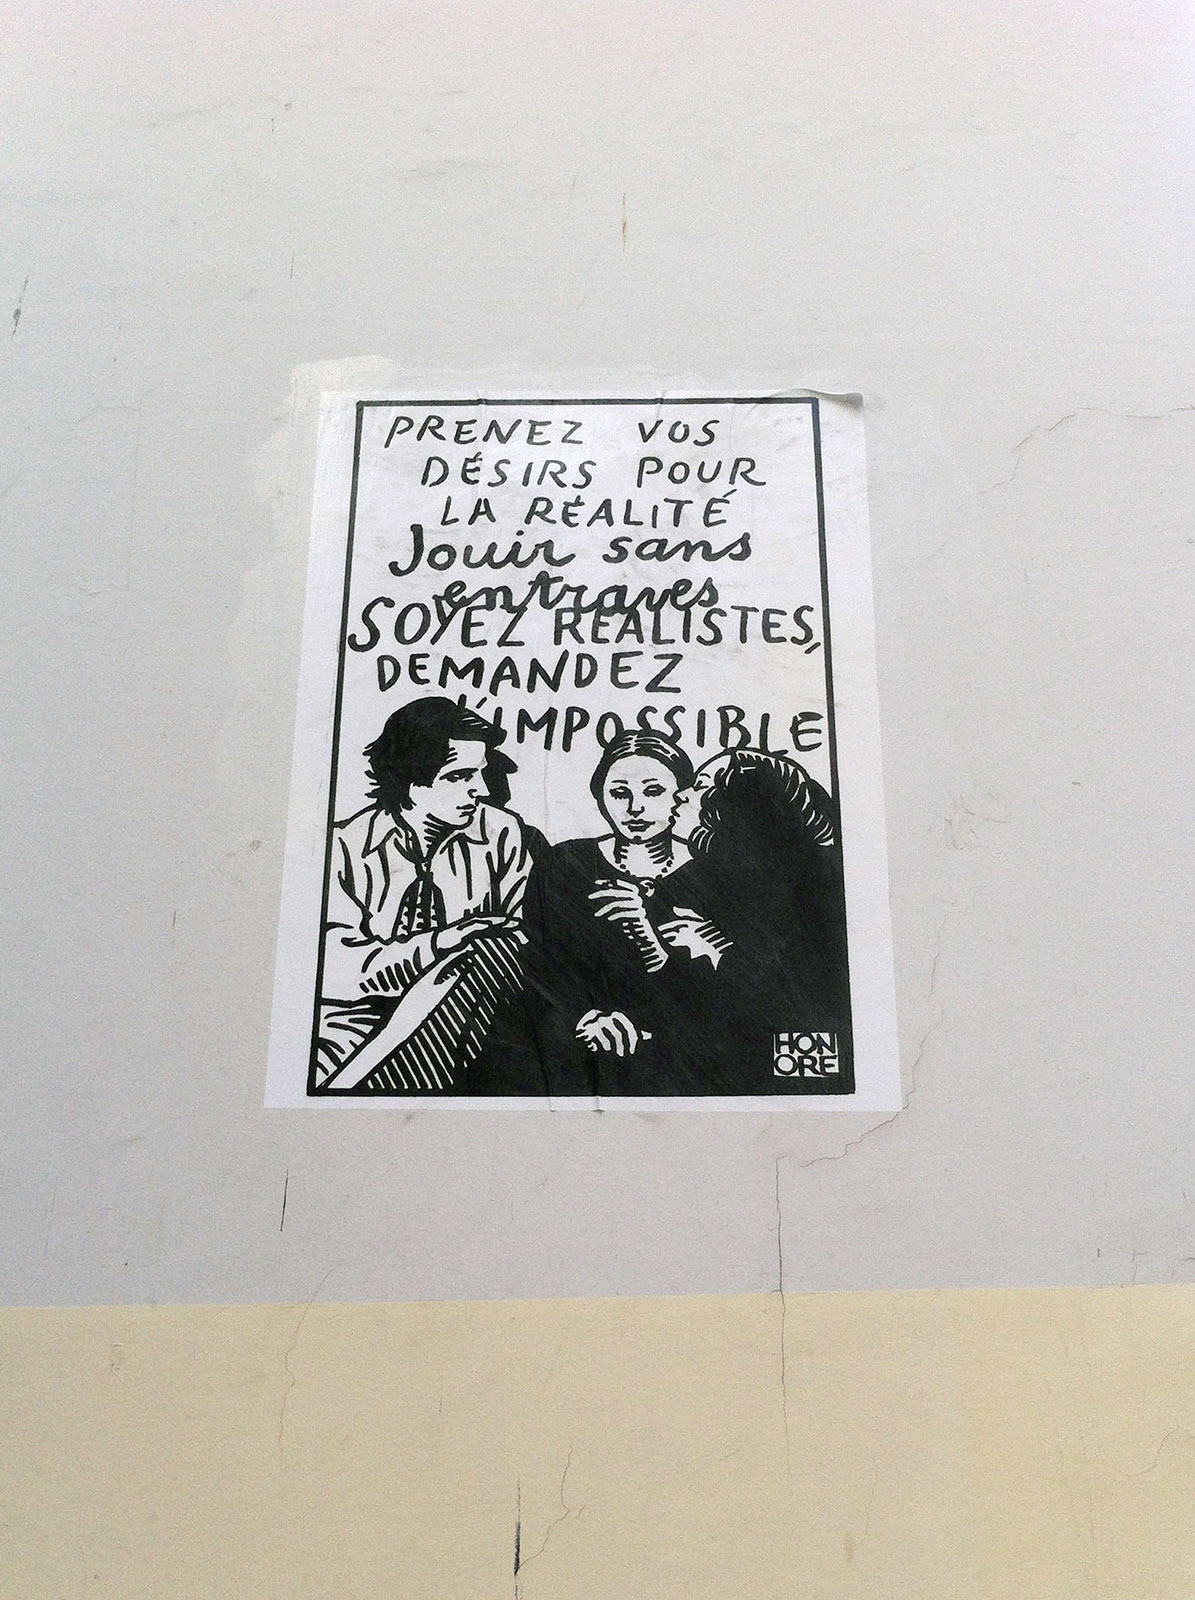 PRENEZ VOS
DÉSIRS POUR
LA RÉALITÉ
Jouir sans
entraves
SOYEZ RÉALISTES,
DEMANDEZ
L'IMPOSSIBLE
HON
ORE